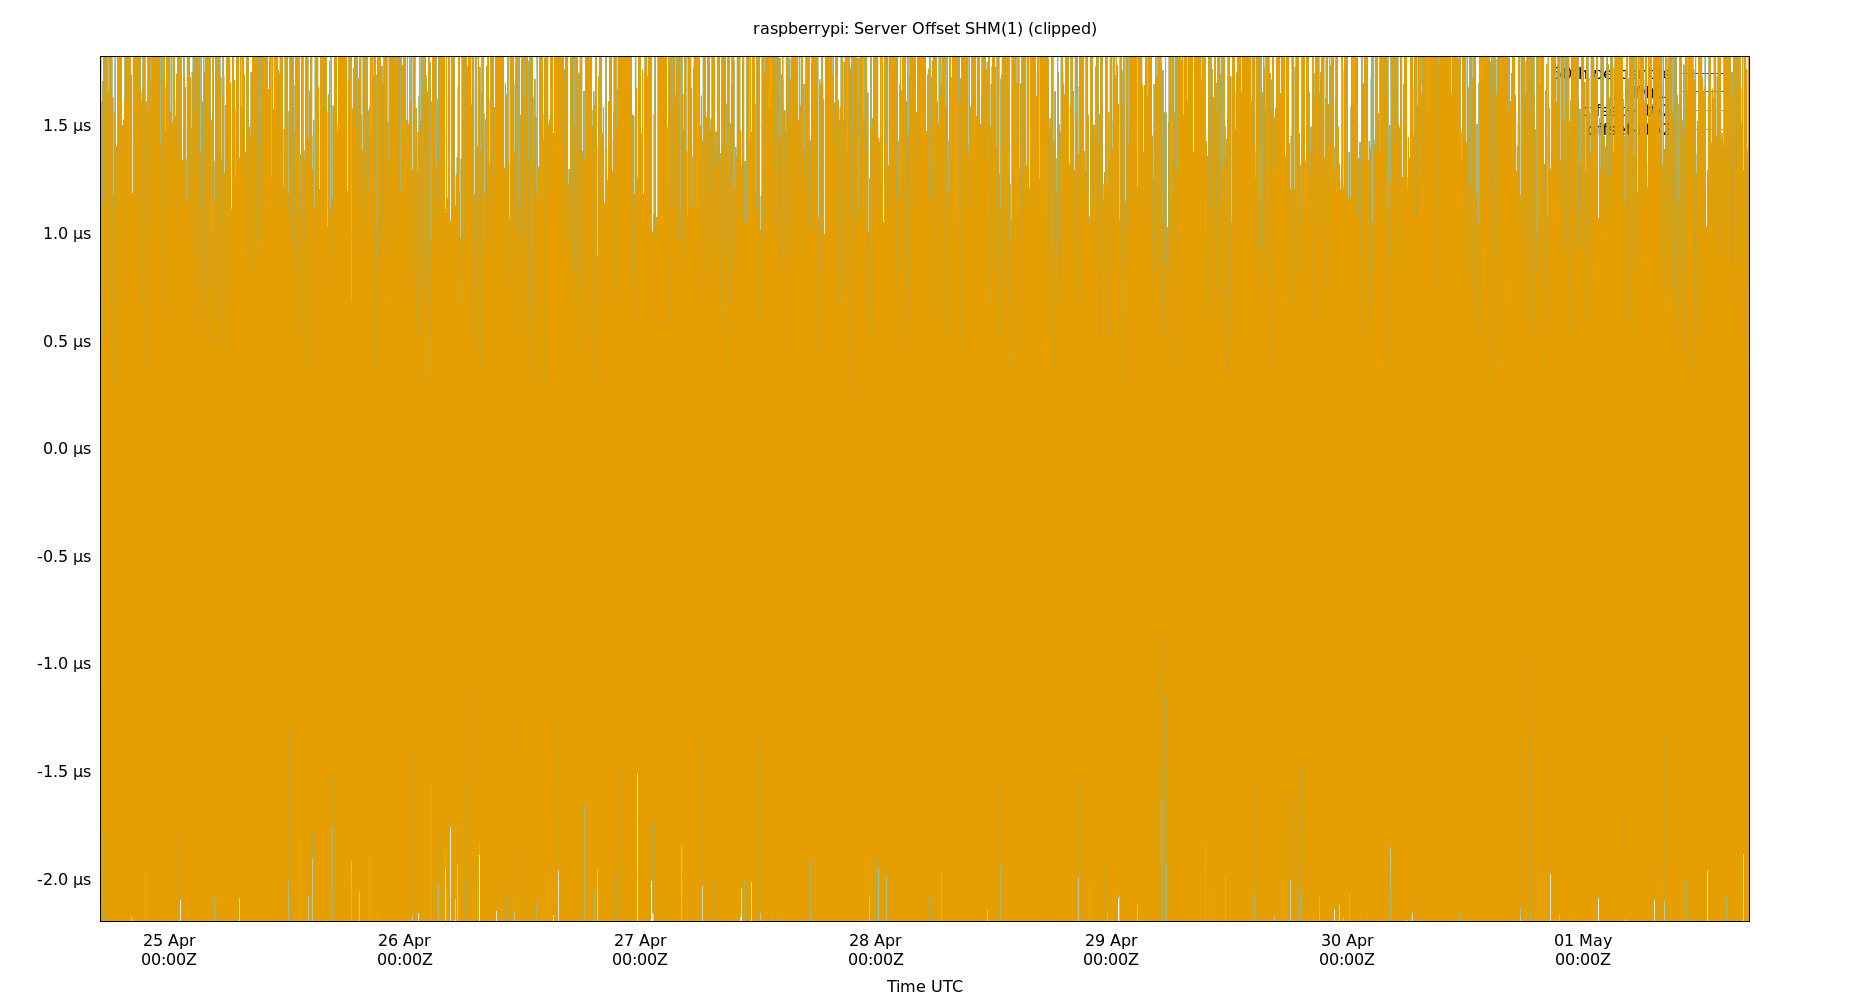 raspberrypi: Server Offset SHM(1) (clipped)
1.5 µs
1.0 µs
0.5 µs
0.0 µs
-0.5 µs
-1.0 µs
-1.5 µs
-2.0 µs
25 Apr 26 Apr 27 Apr 28 Apr 29 Apr 30 Apr 01 May
00:00Z 00:00Z 00:00Z 00:00Z 00:00Z 00:00Z 00:00Z
Time UTC